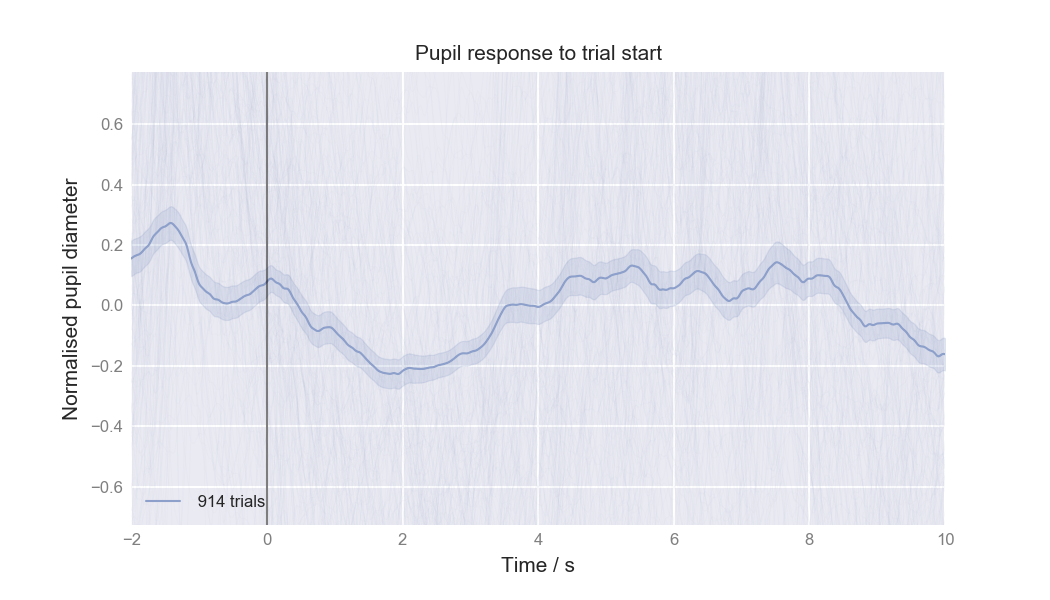 Pupil response to trial start
Normalised pupil diameter
0.6
0.4
0.2
0.0
−0.2
−0.4
−0.6
914 trials
−2 0 2 4 6 8 10
Time / s